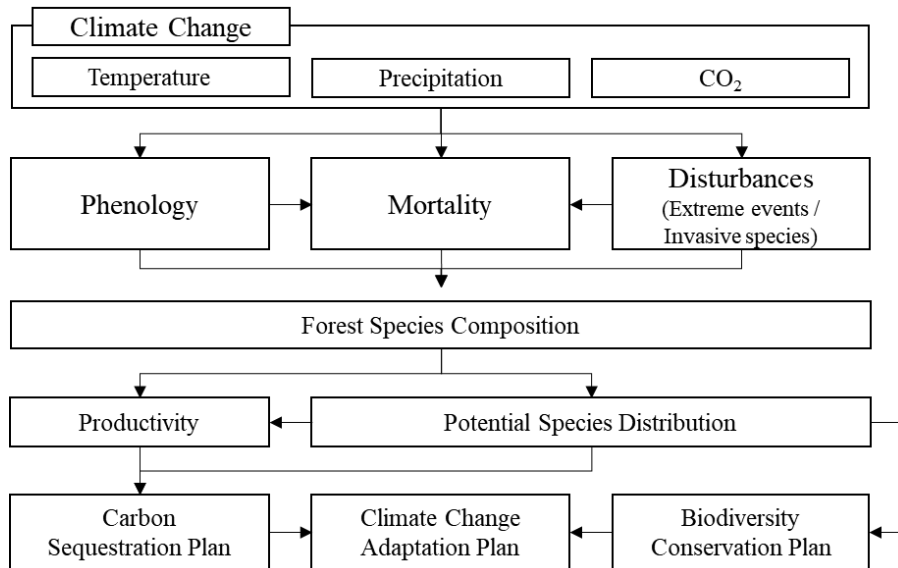 Climate Change
Temperature
Precipitation
CO₂
Phenology
Mortality
Disturbances
(Extreme events /
Invasive species)
Forest Species Composition
Productivity
Potential Species Distribution
Carbon
Sequestration Plan
Climate Change
Adaptation Plan
Biodiversity
Conservation Plan